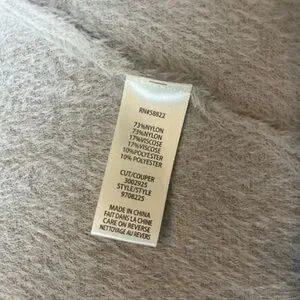 RN#58822
73%NYLON
73%NYLON
17%VISCOSE
17%VISCOSE
10%POLYESTER
10% POLYESTER
CUT/COUPER
3002925
STYLE/STYLE
9708225
MADE IN CHINA
FAIT DANS LA CHINE
CARE ON REVERSE
NETTOYAGE AU REVERS